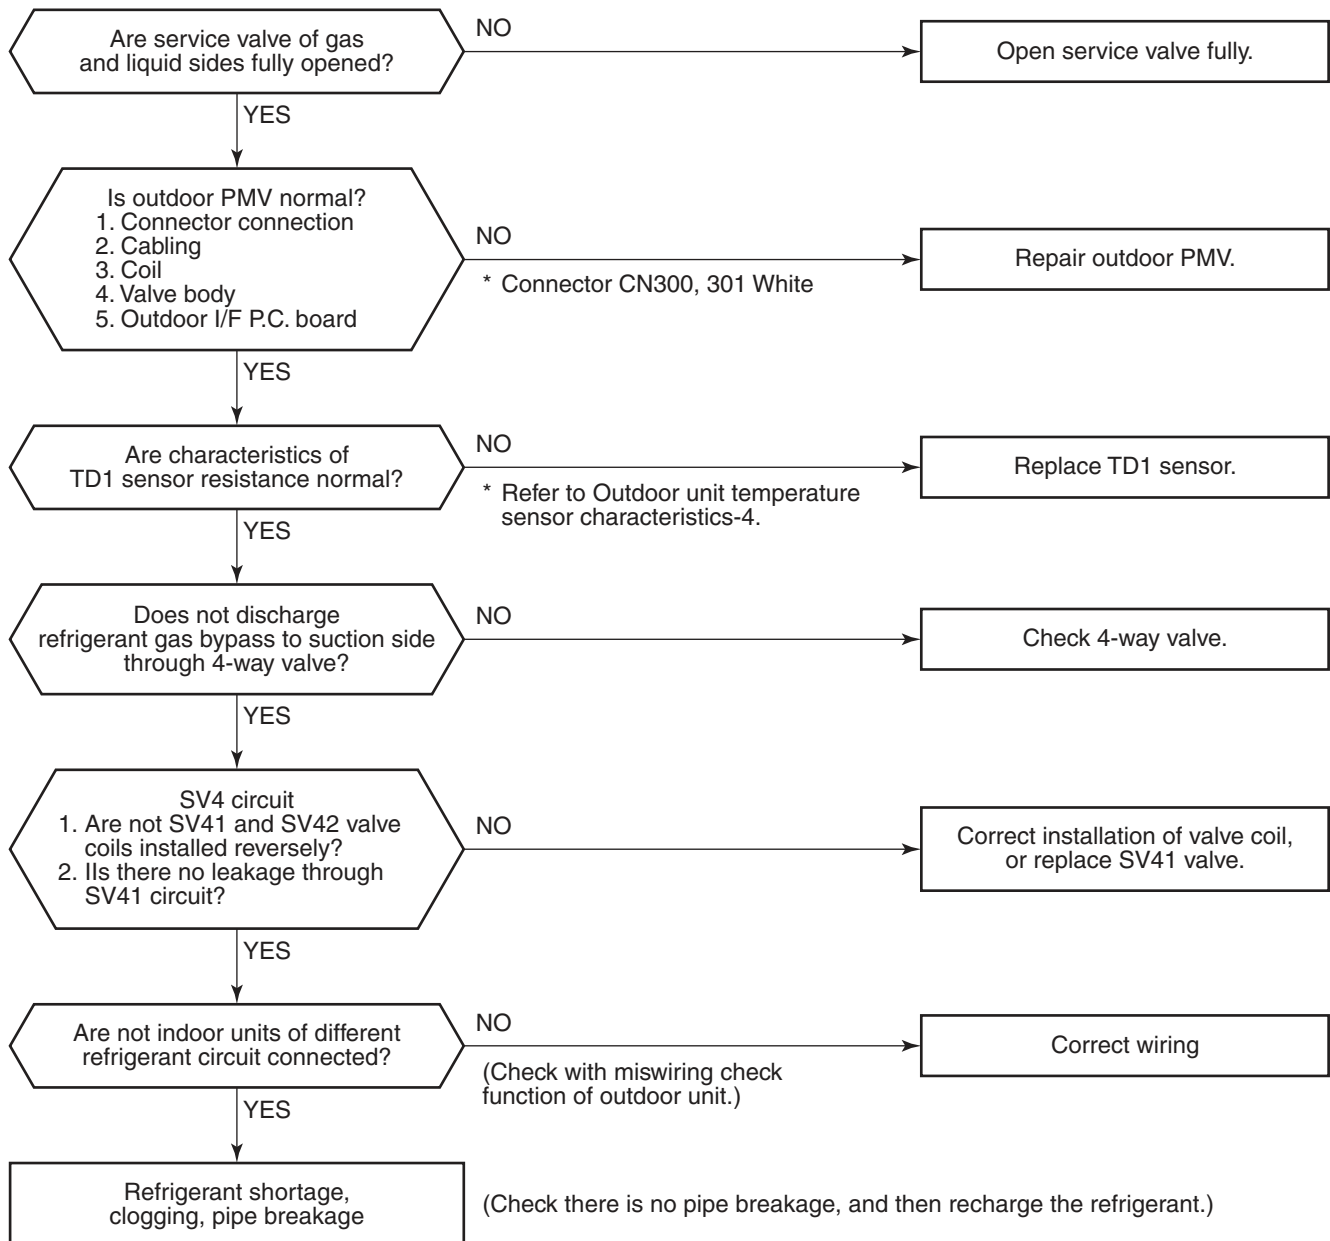 Are service valve of gas
and liquid sides fully opened?
NO
Open service valve fully.
YES
Is outdoor PMV normal?
1. Connector connection
2. Cabling
3. Coil
4. Valve body
5. Outdoor I/F P.C. board
NO
* Connector CN300, 301 White
Repair outdoor PMV.
YES
Are characteristics of
TD1 sensor resistance normal?
NO
* Refer to Outdoor unit temperature
sensor characteristics-4.
Replace TD1 sensor.
YES
Does not discharge
refrigerant gas bypass to suction side
through 4-way valve?
NO
Check 4-way valve.
YES
SV4 circuit
1. Are not SV41 and SV42 valve
coils installed reversely?
2. IIs there no leakage through
SV41 circuit?
NO
Correct installation of valve coil,
or replace SV41 valve.
YES
Are not indoor units of different
refrigerant circuit connected?
NO
(Check with miswiring check
function of outdoor unit.)
Correct wiring
YES
Refrigerant shortage,
clogging, pipe breakage
(Check there is no pipe breakage, and then recharge the refrigerant.)